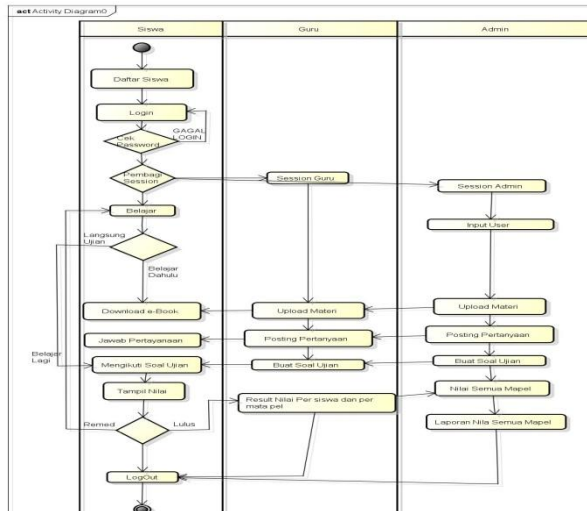 act Activity Diagram0
Siswa
Guru
Admin
Daftar Siswa
Login
Cek
Password
GAGAL
LOGIN
Pembagi
Session
Session Guru
Session Admin
Belajar
Input User
Langsung
Ujian
Belajar
Dahulu
Download e-Book
Upload Materi
Upload Materi
Jawab Pertayanaan
Posting Pertanyaan
Posting Pertanyaan
Belajar
Lagi
Mengikuti Soal Ujian
Buat Soal Ujian
Buat Soal Ujian
Tampil Nilai
Result Nilai Per siswa dan per
mata pel
Nilai Semua Mapel
Remed
Lulus
Laporan Nila Semua Mapel
LogOut